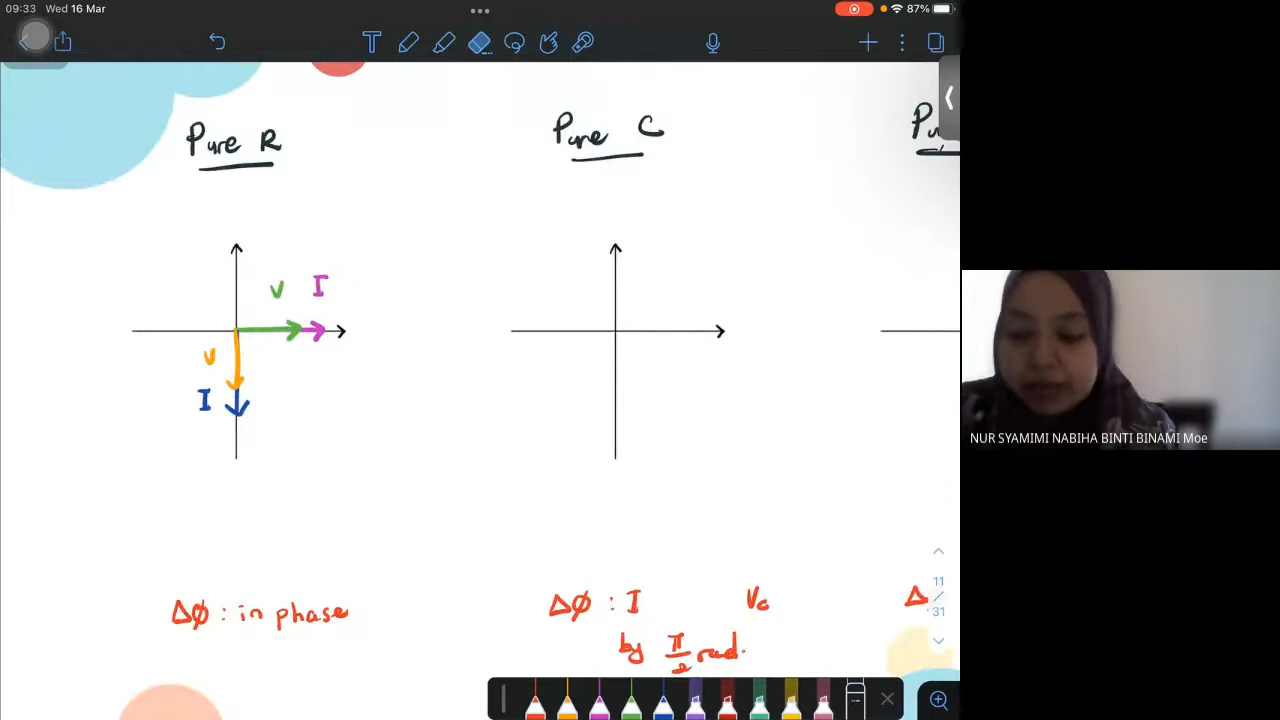 09:33 Wed 16 Mar
87%
T
Pure R
Pure C
V I
V
I
NUR SYAMIMI NABIHA BINTI BINAMI Moe
11
/
31
Δφ : in phase
Δφ : I Vc
by π/2 rad.
Δ